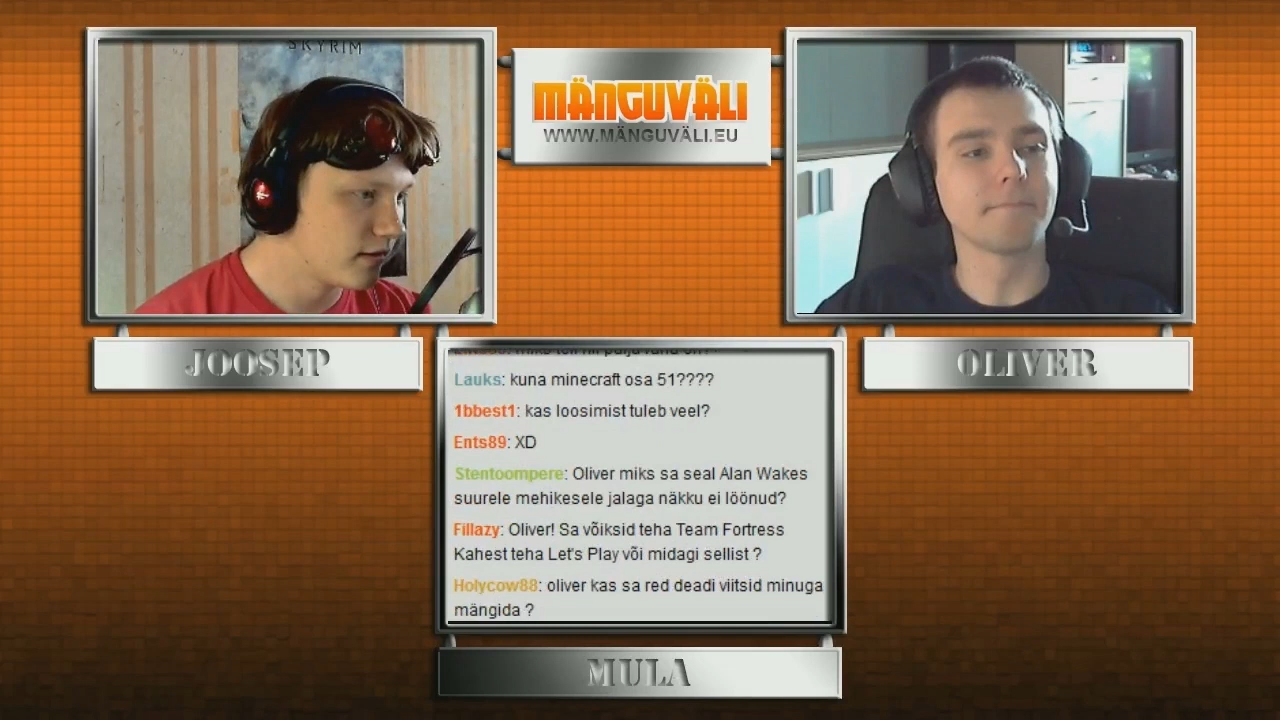 SKYRIM
MÄNGUVÄLI
WWW.MÄNGUVÄLI.EU
JOOSEP
OLIVER
Lauks: kuna minecraft osa 51????
1bbest1: kas loosimist tuleb veel?
Ents89: XD
Stentoompere: Oliver miks sa seal Alan Wakes
suurele mehikesele jalaga näkku ei löönud?
Fillazy: Oliver! Sa võiksid teha Team Fortress
Kahest teha Let's Play või midagi sellist ?
Holycow88: oliver kas sa red deadi viitsid minuga
mängida ?
MULA